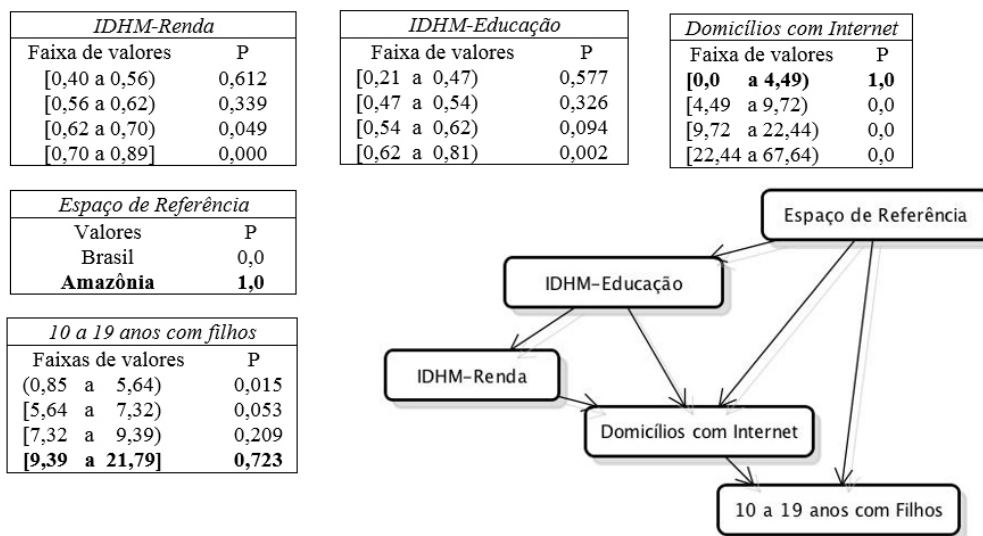 IDHM-Renda
Faixa de valores P
[0,40 a 0,56) 0,612
[0,56 a 0,62) 0,339
[0,62 a 0,70) 0,049
[0,70 a 0,89] 0,000
IDHM-Educação
Faixa de valores P
[0,21 a 0,47) 0,577
[0,47 a 0,54) 0,326
[0,54 a 0,62) 0,094
[0,62 a 0,81) 0,002
Domicílios com Internet
Faixa de valores P
[0,0 a 4,49) 1,0
[4,49 a 9,72) 0,0
[9,72 a 22,44) 0,0
[22,44 a 67,64) 0,0
Espaço de Referência
Valores P
Brasil 0,0
Amazônia 1,0
10 a 19 anos com filhos
Faixas de valores P
(0,85 a 5,64) 0,015
[5,64 a 7,32) 0,053
[7,32 a 9,39) 0,209
[9,39 a 21,79] 0,723
Espaço de Referência
IDHM-Educação
IDHM-Renda
Domicílios com Internet
10 a 19 anos com Filhos